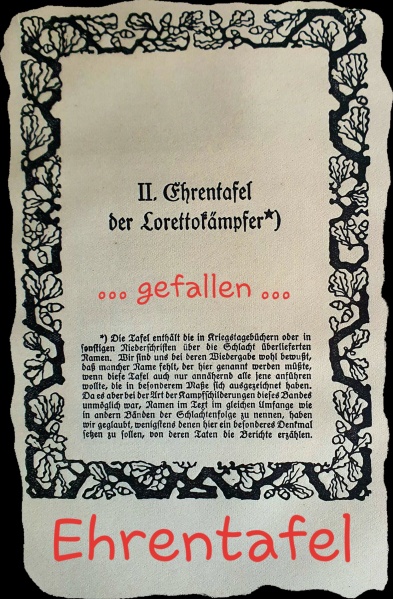 II. Ehrentafel
der Lorettokämpfer*)
... gefallen ...
*) Die Tafel enthält die in Kriegstagebüchern oder in
sonstigen Niederschriften über die Schlacht überlieferten
Namen. Wir sind uns bei deren Wiedergabe wohl bewußt,
daß mancher Name fehlt, der hier genannt werden müßte,
wenn diese Tafel auch nur annähernd alle jene anführen
wollte, die in besonderem Maße sich ausgezeichnet haben.
Da es aber bei der Art der Kampfschilderungen dieses Bandes
unmöglich war, Namen im Text im gleichen Umfange wie
in andern Bänden der Schlachtenfolge zu nennen, haben
wir geglaubt, wenigstens denen hier ein besonderes Denkmal
setzen zu sollen, von deren Taten die Berichte erzählen.
Ehrentafel